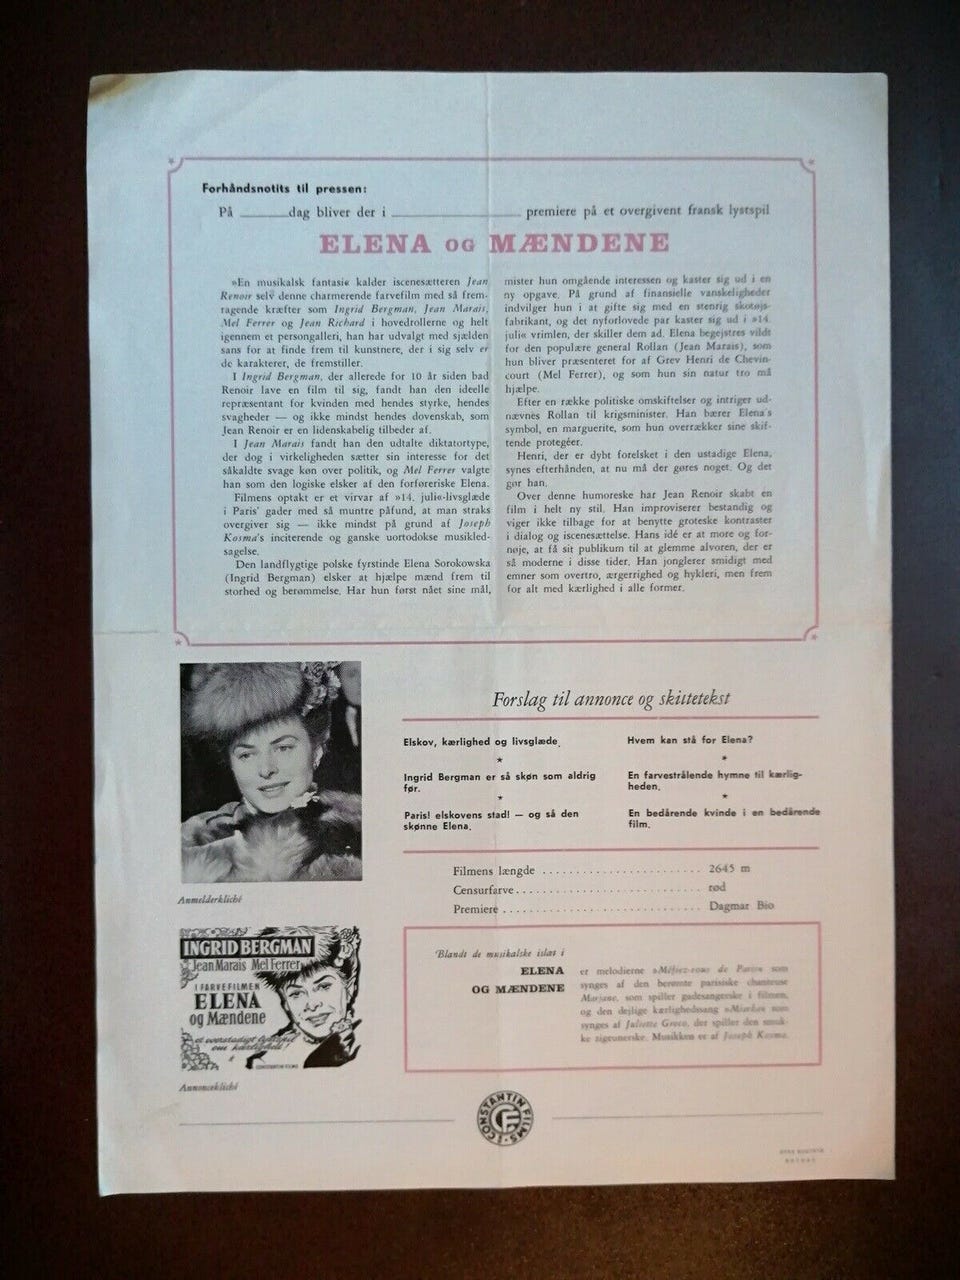 Forhåndsnotits til pressen:
På ________dag bliver der i ____________________ premiere på et overgivent fransk lystspil
ELENA OG MÆNDENE
»En musikalsk fantasi« kalder iscenesætteren Jean
Renoir selv denne charmerende farvefilm med så frem-
ragende kræfter som Ingrid Bergman, Jean Marais,
Mel Ferrer og Jean Richard i hovedrollerne og helt
igennem et persongalleri, han har udvalgt med sjælden
sans for at finde frem til kunstnere, der i sig selv er
de karakteret, de fremstiller.
I Ingrid Bergman, der allerede for 10 år siden bad
Renoir lave en film til sig, fandt han den ideelle
repræsentant for kvinden med hendes styrke, hendes
svagheder — og ikke mindst hendes dovenskab, som
Jean Renoir er en lidenskabelig tilbeder af.
I Jean Marais fandt han den udtalte diktatortype,
der dog i virkeligheden sætter sin interesse for det
såkaldte svage køn over politik, og Mel Ferrer valgte
han som den logiske elsker af den forføreriske Elena.
Filmens optakt er et virvar af »14. juli«-livsglæde
i Paris' gader med så muntre påfund, at man straks
overgiver sig — ikke mindst på grund af Joseph
Kosma's inciterende og ganske uortodokse musikled-
sagelse.
Den landflygtige polske fyrstinde Elena Sorokowska
(Ingrid Bergman) elsker at hjælpe mænd frem til
storhed og berømmelse. Har hun først nået sine mål,
mister hun omgående interessen og kaster sig ud i en
ny opgave. På grund af finansielle vanskeligheder
indvilger hun i at gifte sig med en stenrig skotøjs-
fabrikant, og det nyforlovede par kaster sig ud i »14.
juli« vrimlen, der skiller dem ad. Elena begejstres vildt
for den populære general Rollan (Jean Marais), som
hun bliver præsenteret for af Grev Henri de Chevin-
court (Mel Ferrer), og som hun sin natur tro må
hjælpe.
Efter en række politiske omskiftelser og intriger ud-
nævnes Rollan til krigsminister. Han bærer Elena's
symbol, en marguerite, som hun overrækker sine skif-
tende protegéer.
Henri, der er dybt forelsket i den ustadige Elena,
synes efterhånden, at nu må der gøres noget. Og det
gør han.
Over denne humoreske har Jean Renoir skabt en
film i helt ny stil. Han improviserer bestandig og
viger ikke tilbage for at benytte groteske kontraster
i dialog og iscenesættelse. Hans idé er at more og for-
nøje, at få sit publikum til at glemme alvoren, der er
så moderne i disse tider. Han jonglerer smidigt med
emner som overtro, ærgerrighed og hykleri, men frem
for alt med kærlighed i alle former.
Forslag til annonce og skiltetekst
Elskov, kærlighed og livsglæde.
*
Ingrid Bergman er så skøn som aldrig
før.
*
Paris! elskovens stad! — og så den
skønne Elena.
Hvem kan stå for Elena?
*
En farvestrålende hymne til kærlig-
heden.
*
En bedårende kvinde i en bedårende
film.
Filmens længde . . . . . . . . . . . . . . . . . . . . . 2645 m
Censurfarve . . . . . . . . . . . . . . . . . . . . . . . . rød
Premiere . . . . . . . . . . . . . . . . . . . . . . . . . . Dagmar Bio
Anmelderkliché
INGRID BERGMAN
Jean Marais Mel Ferrer
I FARVEFILMEN
ELENA
og Mændene
et overstadigt lystspil
om kærlighed!
CONSTANTIN FILMS
Annoncekliché
Blandt de musikalske islæt i
ELENA
OG MÆNDENE
er melodierne »Méfiez-vous de Paris« som
synges af den berømte parisiske chanteuse
Marjane, som spiller gadesangerske i filmen,
og den dejlige kærlighedssang »Miarka« som
synges af Juliette Greco, der spiller den smuk-
ke zigeunerske. Musikken er af Joseph Kosma.
CONSTANTIN FILMS
CF